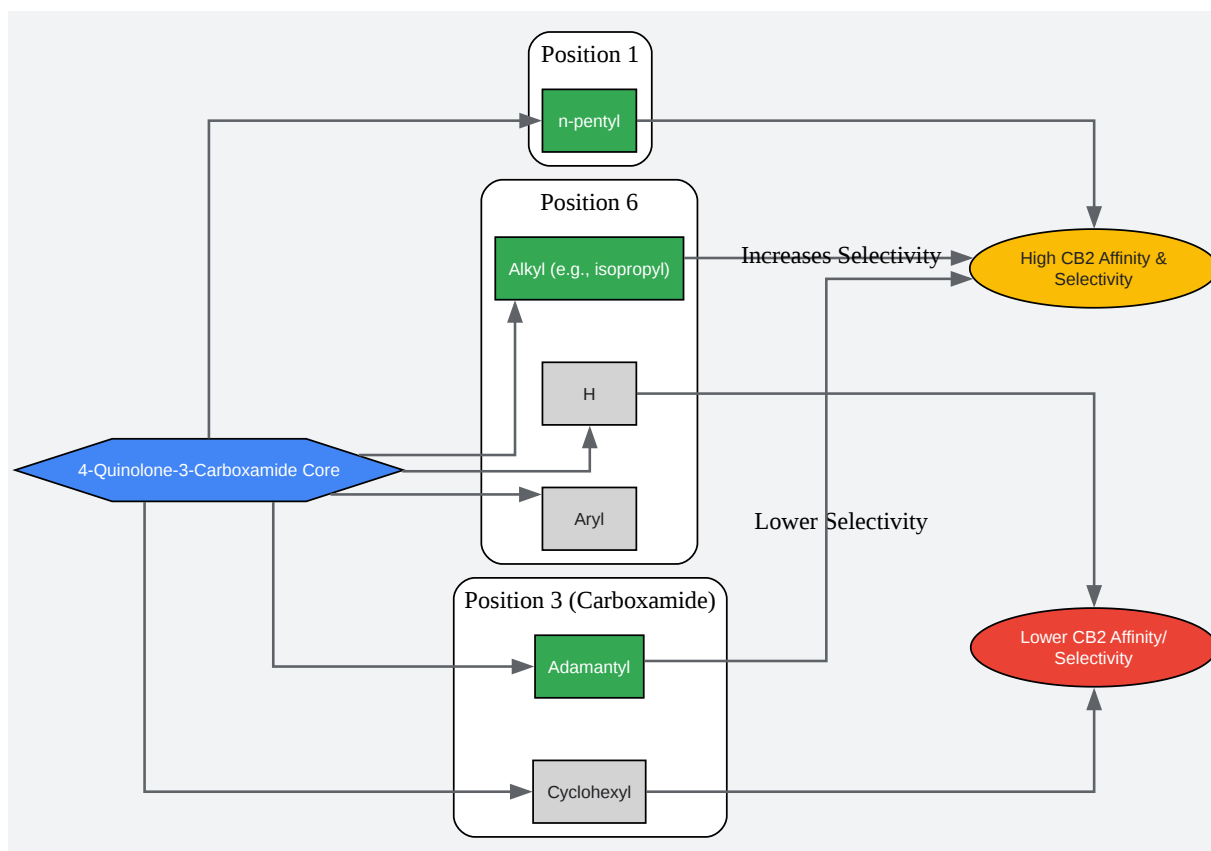 Position 1
n-pentyl
Position 6
Alkyl (e.g., isopropyl)
Increases Selectivity
High CB2 Affinity &
Selectivity
H
4-Quinolone-3-Carboxamide Core
Aryl
Lower Selectivity
Position 3 (Carboxamide)
Adamantyl
Lower CB2 Affinity/
Selectivity
Cyclohexyl